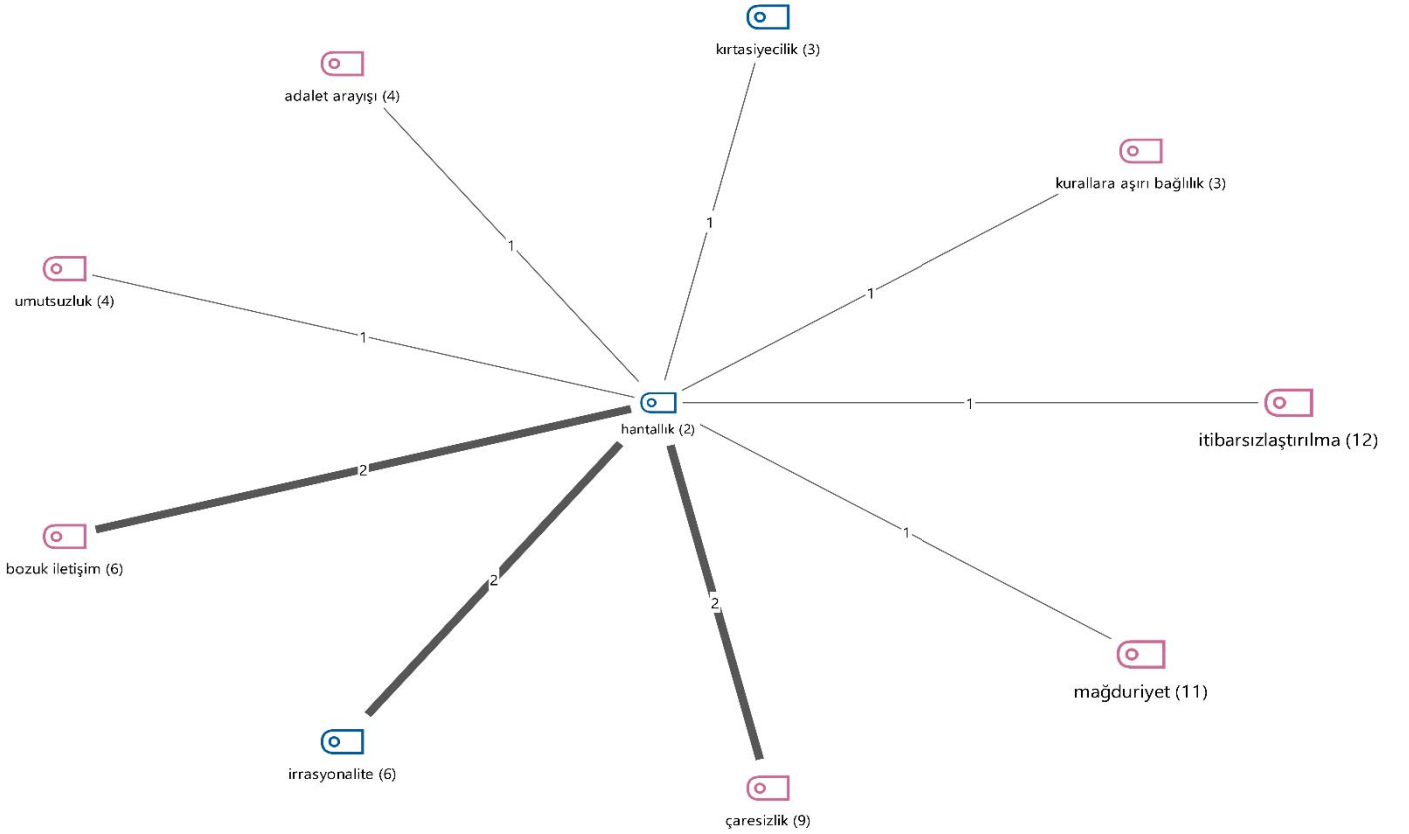 kırtasiyecilik (3)
adalet arayışı (4)
kurallara aşırı bağlılık (3)
1
1
umutsuzluk (4)
1
1
1
hantallık (2)
itibarsızlaştırılma (12)
2
1
bozuk iletişim (6)
2
2
mağduriyet (11)
irrasyonalite (6)
çaresizlik (9)